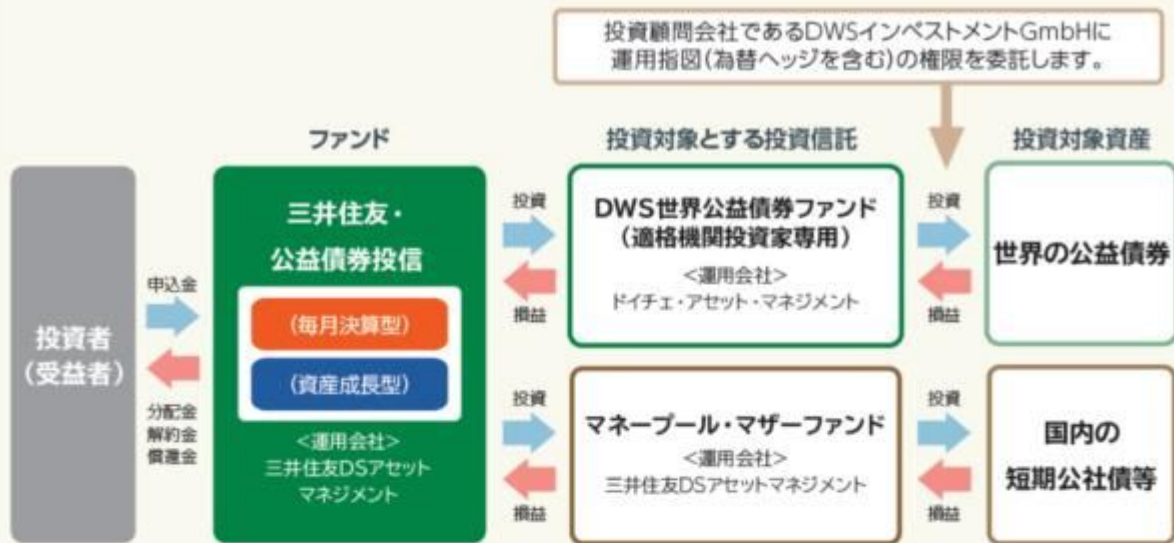 投資顧問会社であるDWSインベストメントGmbHに
運用指図(為替ヘッジを含む)の権限を委託します。
ファンド
投資対象とする投資信託
投資対象資産
投資者
(受益者)
申込金
分配金
解約金
償還金
三井住友・
公益債券投信
(毎月決算型)
(資産成長型)
<運用会社>
三井住友DSアセット
マネジメント
投資
損益
DWS世界公益債券ファンド
(適格機関投資家専用)
<運用会社>
ドイチェ・アセット・マネジメント
投資
損益
世界の公益債券
投資
損益
マネープール・マザーファンド
<運用会社>
三井住友DSアセットマネジメント
投資
損益
国内の
短期公社債等